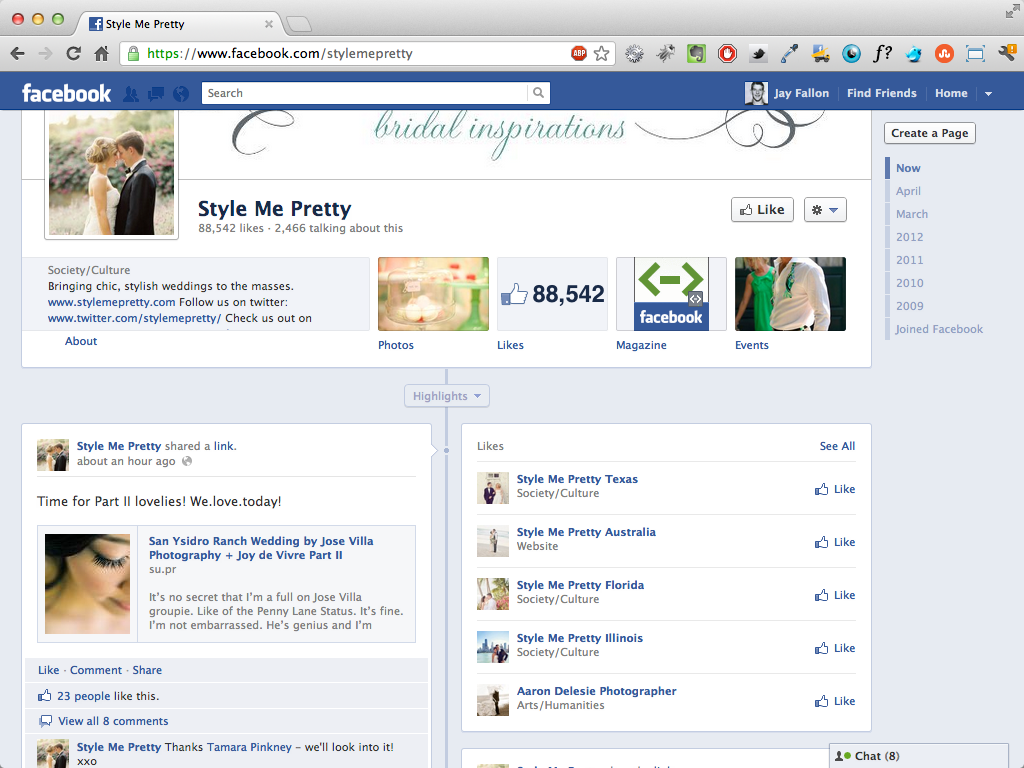 Style Me Pretty
https://www.facebook.com/stylemepretty
ABP
f?
facebook
Search
Jay Fallon
Find Friends
Home
bridal inspirations
Create a Page
Now
April
March
2012
2011
2010
2009
Joined Facebook
Style Me Pretty
88,542 likes · 2,466 talking about this
Like
Society/Culture
Bringing chic, stylish weddings to the masses.
www.stylemepretty.com Follow us on twitter:
www.twitter.com/stylemepretty/ Check us out on
About
Photos
88,542
Likes
facebook
Magazine
Events
Highlights
Style Me Pretty shared a link.
about an hour ago
Time for Part II lovelies! We.love.today!
San Ysidro Ranch Wedding by Jose Villa
Photography + Joy de Vivre Part II
su.pr
It's no secret that I'm a full on Jose Villa
groupie. Like of the Penny Lane Status. It's fine.
I'm not embarrassed. He's genius and I'm
Like · Comment · Share
23 people like this.
View all 8 comments
Style Me Pretty Thanks Tamara Pinkney – we'll look into it!
xxo
Likes
See All
Style Me Pretty Texas
Society/Culture
Like
Style Me Pretty Australia
Website
Like
Style Me Pretty Florida
Society/Culture
Like
Style Me Pretty Illinois
Society/Culture
Like
Aaron Delesie Photographer
Arts/Humanities
Like
Chat (8)